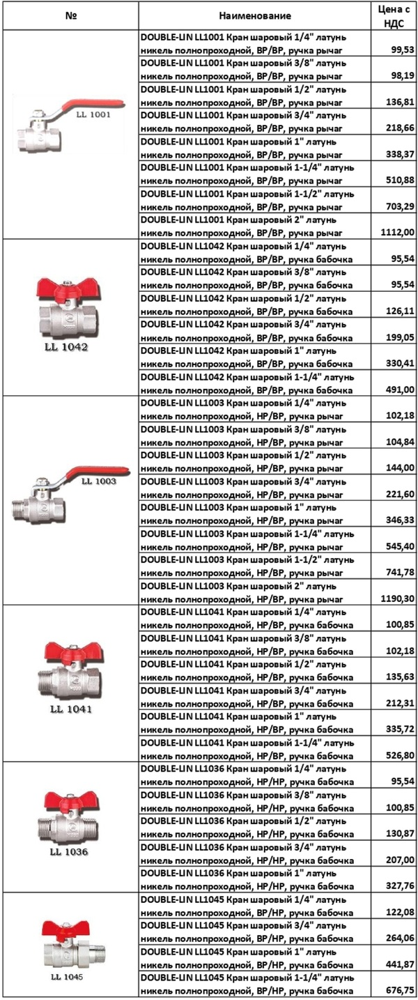 №
Наименование
Цена с
НДС
LL 1001
DOUBLE-LIN LL1001 Кран шаровый 1/4" латунь
никель полнопроходной, ВР/ВР, ручка рычаг
99,53
DOUBLE-LIN LL1001 Кран шаровый 3/8" латунь
никель полнопроходной, ВР/ВР, ручка рычаг
98,19
DOUBLE-LIN LL1001 Кран шаровый 1/2" латунь
никель полнопроходной, ВР/ВР, ручка рычаг
136,81
DOUBLE-LIN LL1001 Кран шаровый 3/4" латунь
никель полнопроходной, ВР/ВР, ручка рычаг
218,66
DOUBLE-LIN LL1001 Кран шаровый 1" латунь
никель полнопроходной, ВР/ВР, ручка рычаг
338,37
DOUBLE-LIN LL1001 Кран шаровый 1-1/4" латунь
никель полнопроходной, ВР/ВР, ручка рычаг
510,88
DOUBLE-LIN LL1001 Кран шаровый 1-1/2" латунь
никель полнопроходной, ВР/ВР, ручка рычаг
703,29
DOUBLE-LIN LL1001 Кран шаровый 2" латунь
никель полнопроходной, ВР/ВР, ручка рычаг
1112,00
LL 1042
DOUBLE-LIN LL1042 Кран шаровый 1/4" латунь
никель полнопроходной, ВР/ВР, ручка бабочка
95,54
DOUBLE-LIN LL1042 Кран шаровый 3/8" латунь
никель полнопроходной, ВР/ВР, ручка бабочка
95,54
DOUBLE-LIN LL1042 Кран шаровый 1/2" латунь
никель полнопроходной, ВР/ВР, ручка бабочка
126,11
DOUBLE-LIN LL1042 Кран шаровый 3/4" латунь
никель полнопроходной, ВР/ВР, ручка бабочка
199,05
DOUBLE-LIN LL1042 Кран шаровый 1" латунь
никель полнопроходной, ВР/ВР, ручка бабочка
330,41
DOUBLE-LIN LL1042 Кран шаровый 1-1/4" латунь
никель полнопроходной, ВР/ВР, ручка бабочка
491,00
LL 1003
DOUBLE-LIN LL1003 Кран шаровый 1/4" латунь
никель полнопроходной, НР/ВР, ручка рычаг
102,18
DOUBLE-LIN LL1003 Кран шаровый 3/8" латунь
никель полнопроходной, НР/ВР, ручка рычаг
104,84
DOUBLE-LIN LL1003 Кран шаровый 1/2" латунь
никель полнопроходной, НР/ВР, ручка рычаг
144,00
DOUBLE-LIN LL1003 Кран шаровый 3/4" латунь
никель полнопроходной, НР/ВР, ручка рычаг
221,60
DOUBLE-LIN LL1003 Кран шаровый 1" латунь
никель полнопроходной, НР/ВР, ручка рычаг
346,33
DOUBLE-LIN LL1003 Кран шаровый 1-1/4" латунь
никель полнопроходной, НР/ВР, ручка рычаг
545,40
DOUBLE-LIN LL1003 Кран шаровый 1-1/2" латунь
никель полнопроходной, НР/ВР, ручка рычаг
741,78
DOUBLE-LIN LL1003 Кран шаровый 2" латунь
никель полнопроходной, НР/ВР, ручка рычаг
1190,30
LL 1041
DOUBLE-LIN LL1041 Кран шаровый 1/4" латунь
никель полнопроходной, НР/ВР, ручка бабочка
100,85
DOUBLE-LIN LL1041 Кран шаровый 3/8" латунь
никель полнопроходной, НР/ВР, ручка бабочка
102,18
DOUBLE-LIN LL1041 Кран шаровый 1/2" латунь
никель полнопроходной, НР/ВР, ручка бабочка
135,63
DOUBLE-LIN LL1041 Кран шаровый 3/4" латунь
никель полнопроходной, НР/ВР, ручка бабочка
212,31
DOUBLE-LIN LL1041 Кран шаровый 1" латунь
никель полнопроходной, НР/ВР, ручка бабочка
335,72
DOUBLE-LIN LL1041 Кран шаровый 1-1/4" латунь
никель полнопроходной, НР/ВР, ручка бабочка
526,80
LL 1036
DOUBLE-LIN LL1036 Кран шаровый 1/4" латунь
никель полнопроходной, НР/НР, ручка бабочка
95,54
DOUBLE-LIN LL1036 Кран шаровый 3/8" латунь
никель полнопроходной, НР/НР, ручка бабочка
100,85
DOUBLE-LIN LL1036 Кран шаровый 1/2" латунь
никель полнопроходной, НР/НР, ручка бабочка
130,87
DOUBLE-LIN LL1036 Кран шаровый 3/4" латунь
никель полнопроходной, НР/НР, ручка бабочка
207,00
DOUBLE-LIN LL1036 Кран шаровый 1" латунь
никель полнопроходной, НР/НР, ручка бабочка
327,76
LL 1045
DOUBLE-LIN LL1045 Кран шаровый 1/4" латунь
никель полнопроходной, ВР/НР, ручка бабочка
122,08
DOUBLE-LIN LL1045 Кран шаровый 3/4" латунь
никель полнопроходной, ВР/НР, ручка бабочка
264,06
DOUBLE-LIN LL1045 Кран шаровый 1" латунь
никель полнопроходной, ВР/НР, ручка бабочка
441,87
DOUBLE-LIN LL1045 Кран шаровый 1-1/4" латунь
никель полнопроходной, ВР/НР, ручка бабочка
676,75